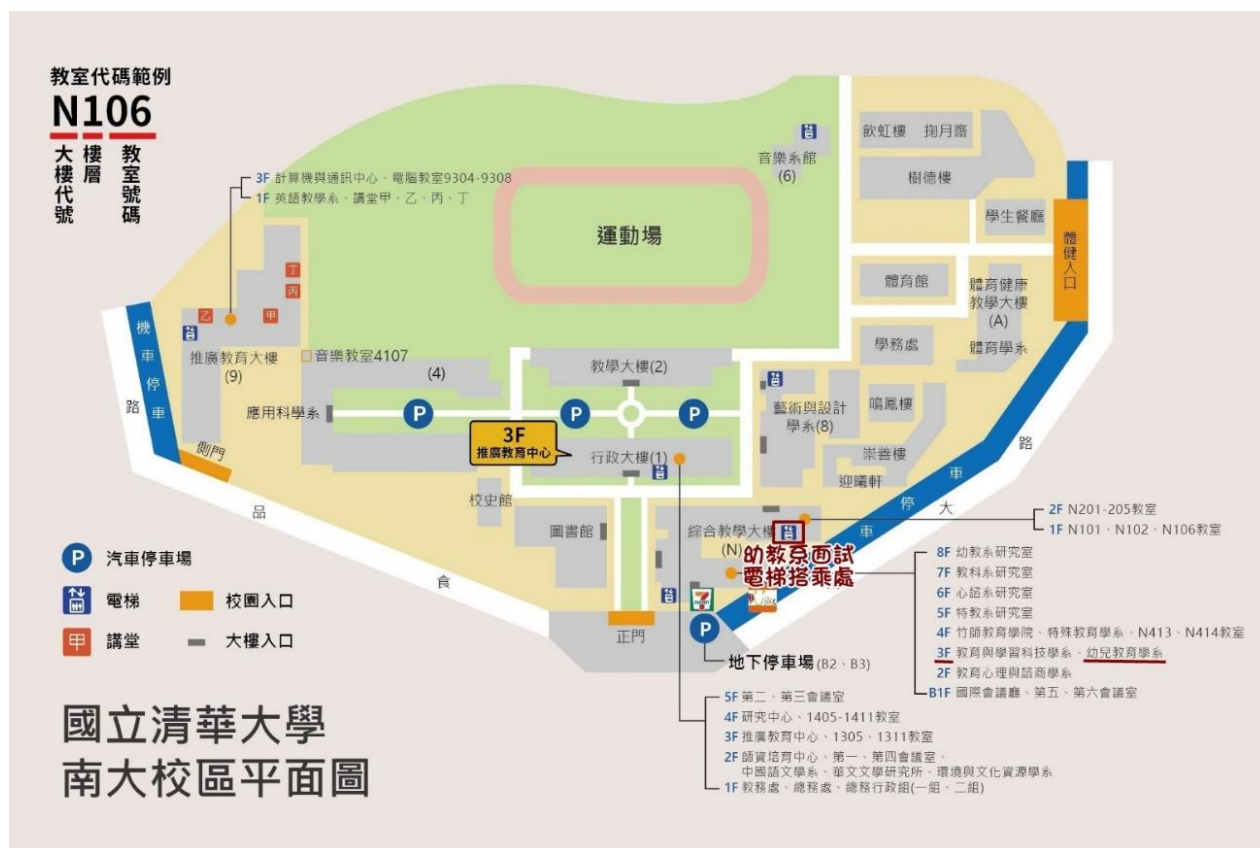 教室代碼範例
N106
大樓代號
樓層
教室號碼
3F 計算機與通訊中心、電腦教室9304-9308
1F 英語教學系、講堂甲、乙、丙、丁
音樂系館
(6)
飲虹樓 掬月齋
樹德樓
學生餐廳
體健入口
運動場
體育館
體育健康
教學大樓
(A)
體育學系
學務處
丁
丙
乙
甲
機車停車
推廣教育大樓
(9)
音樂教室4107
(4)
教學大樓(2)
藝術與設計
學系(8)
鳴鳳樓
路
應用科學系
P
P
P
3F
推廣教育中心
行政大樓(1)
崇善樓
迎曦軒
側門
校史館
圖書館
綜合教學大樓
(N)
幼教系面試
電梯搭乘處
車
停
車
路
大
品
食
2F N201-205教室
1F N101、N102、N106教室
8F 幼教系研究室
7F 教科系研究室
6F 心諮系研究室
5F 特教系研究室
4F 竹師教育學院、特殊教育學系、N413、N414教室
3F 教育與學習科技學系、幼兒教育學系
2F 教育心理與諮商學系
B1F 國際會議廳、第五、第六會議室
P 汽車停車場
電梯
校園入口
甲 講堂
大樓入口
正門
7
P
地下停車場(B2、B3)
5F 第二、第三會議室
4F 研究中心、1405-1411教室
3F 推廣教育中心、1305、1311教室
2F 師資培育中心、第一、第四會議室、
中國語文學系、華文文學研究所、環境與文化資源學系
1F 教務處、總務處、總務行政組(一組、二組)
國立清華大學
南大校區平面圖